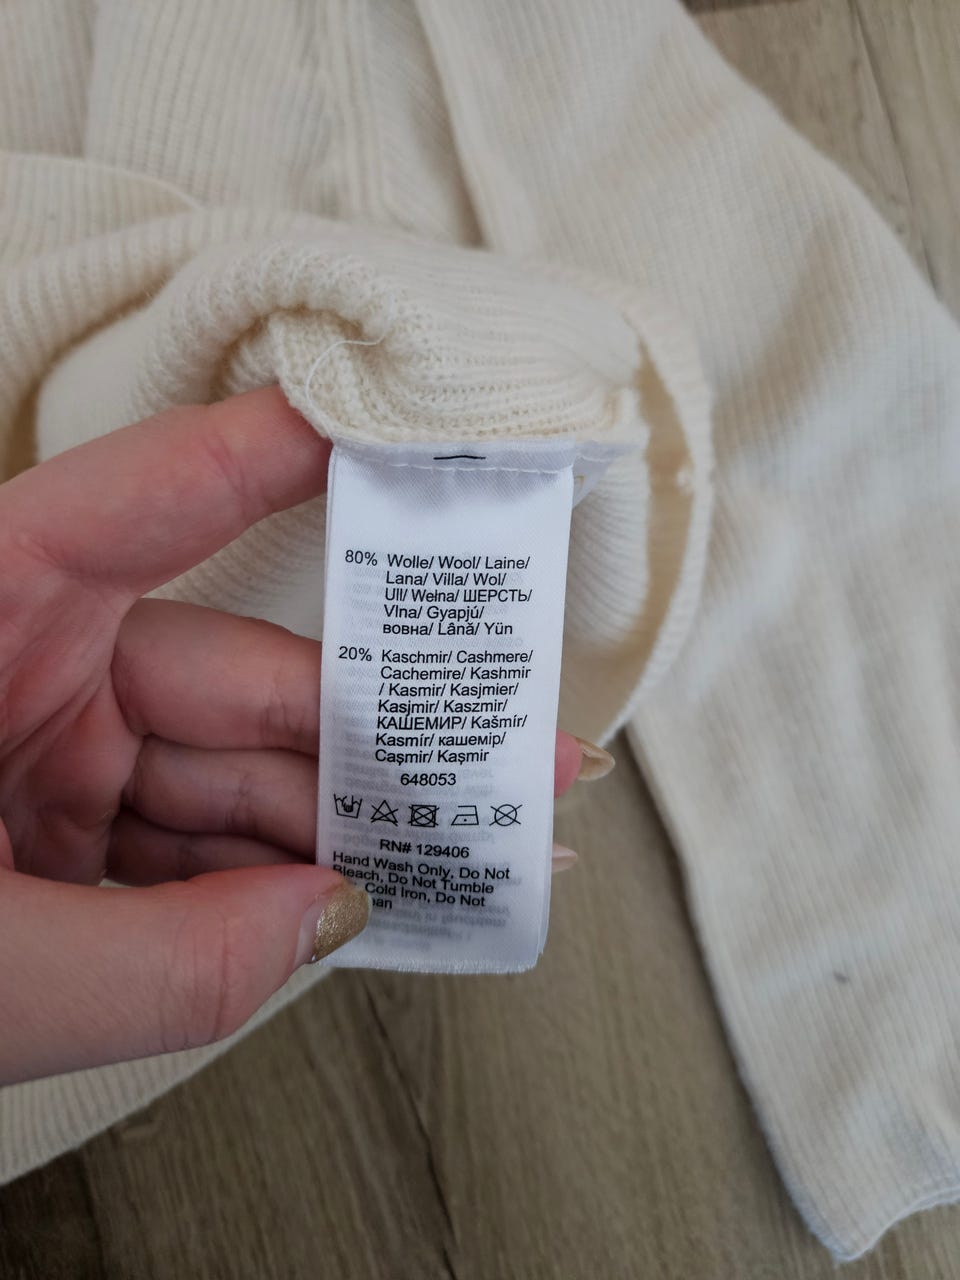 80% Wolle/ Wool/ Laine/
Lana/ Villa/ Wol/
Ull/ Wełna/ ШЕРСТЬ/
Vlna/ Gyapjú/
вовна/ Lână/ Yün
20% Kaschmir/ Cashmere/
Cachemire/ Kashmir
/ Kasmir/ Kasjmier/
Kasjmir/ Kaszmir/
КАШЕМИР/ Kašmír/
Kasmír/ кашемір/
Caşmir/ Kaşmir
648053
RN# 129406
Hand Wash Only, Do Not
Bleach, Do Not Tumble
Cold Iron, Do Not